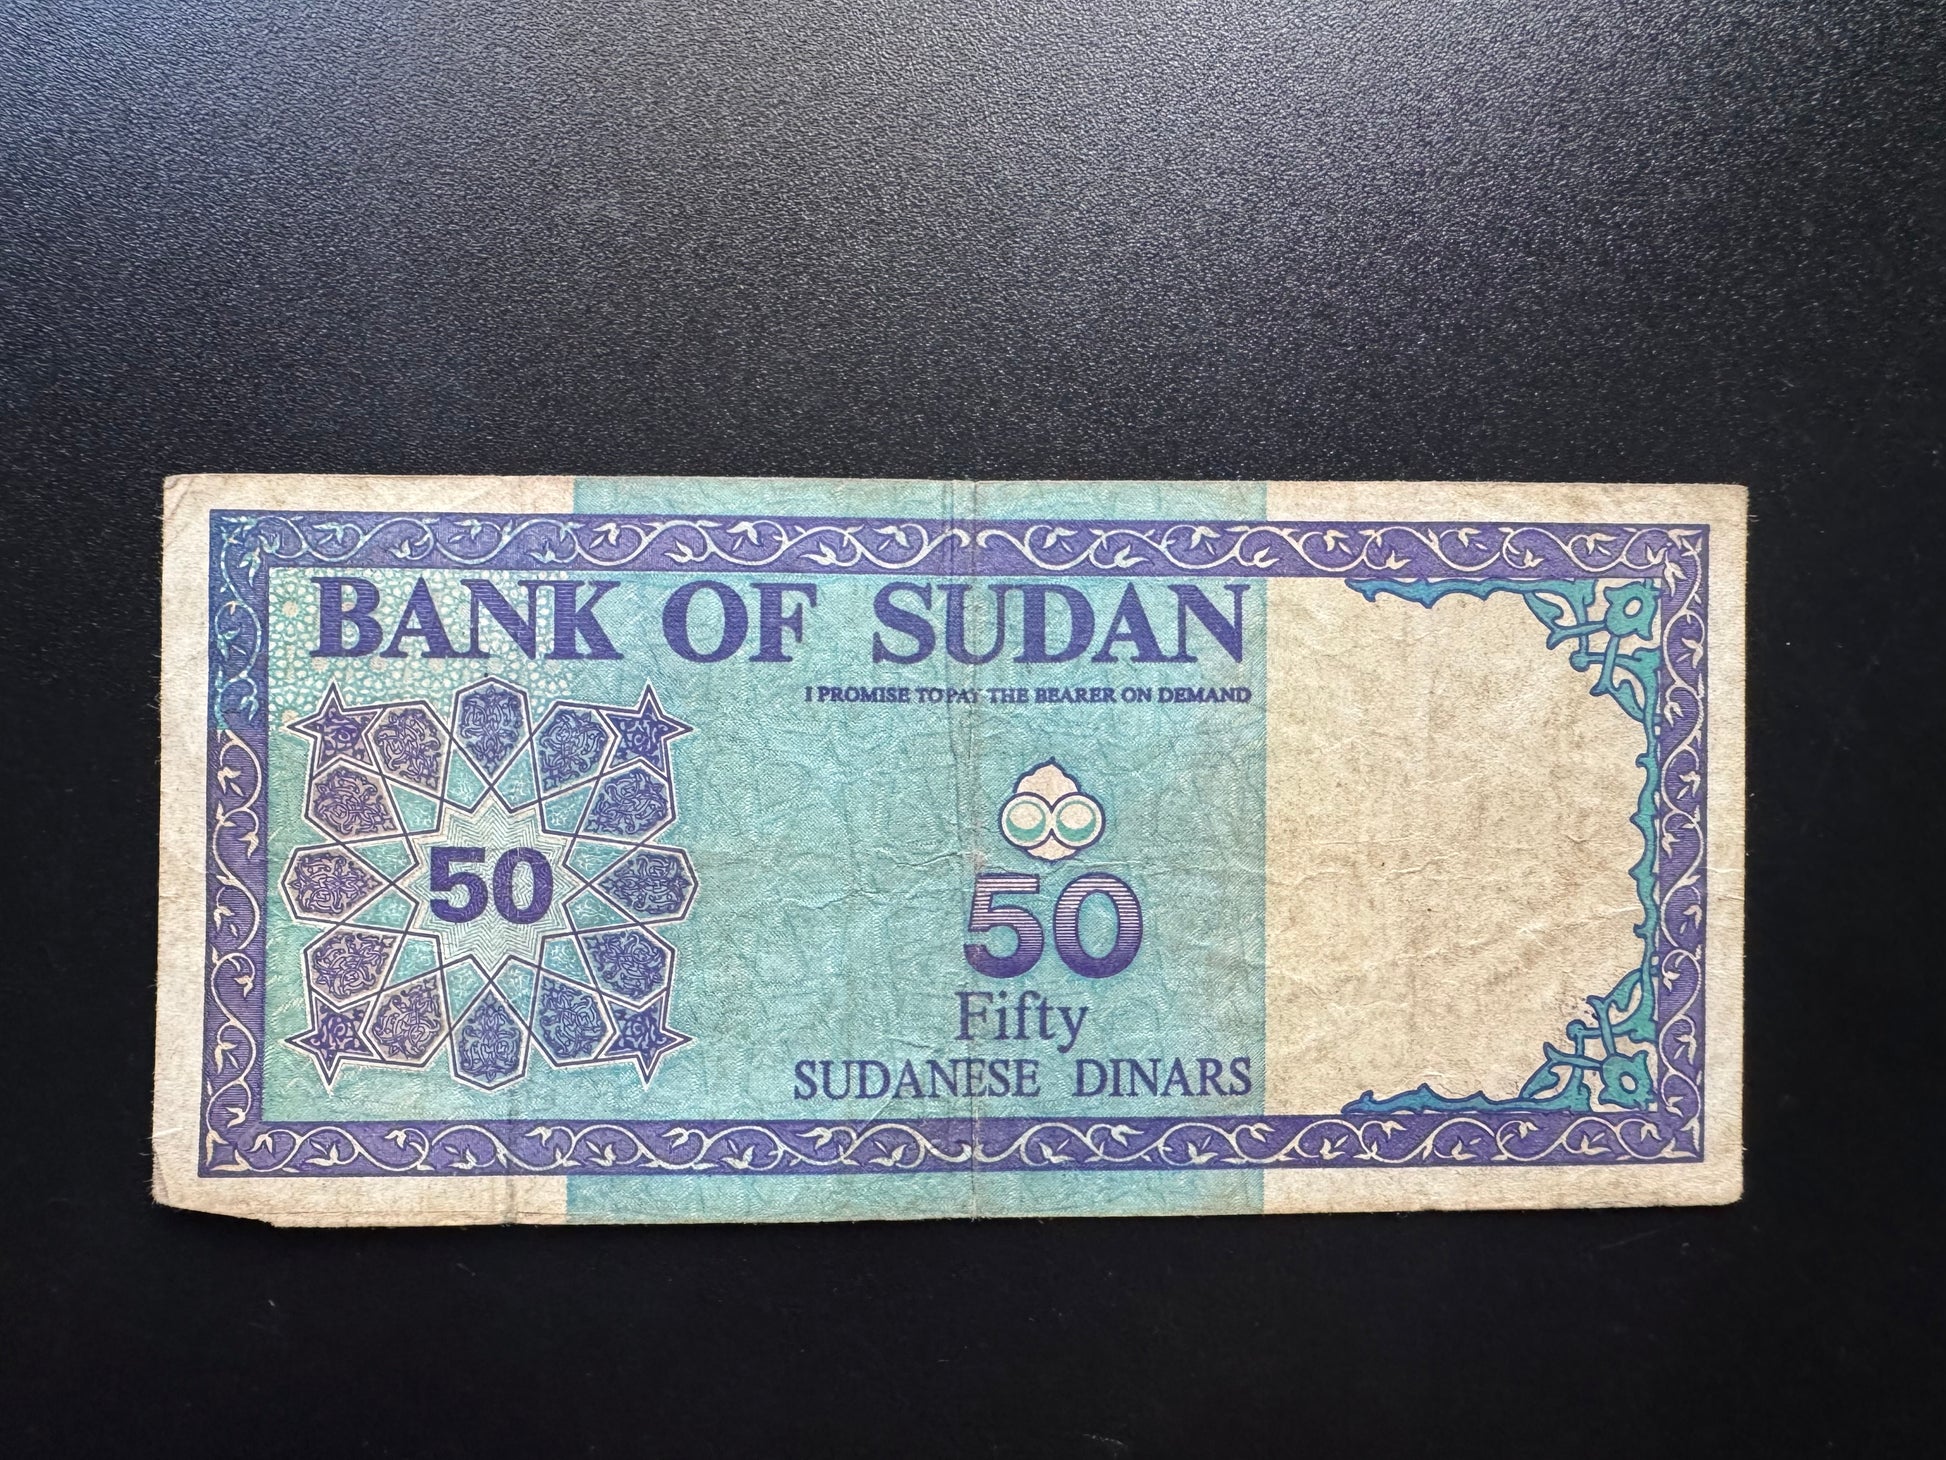 BANK OF SUDAN
I PROMISE TO PAY THE BEARER ON DEMAND
50
50
Fifty
SUDANESE DINARS